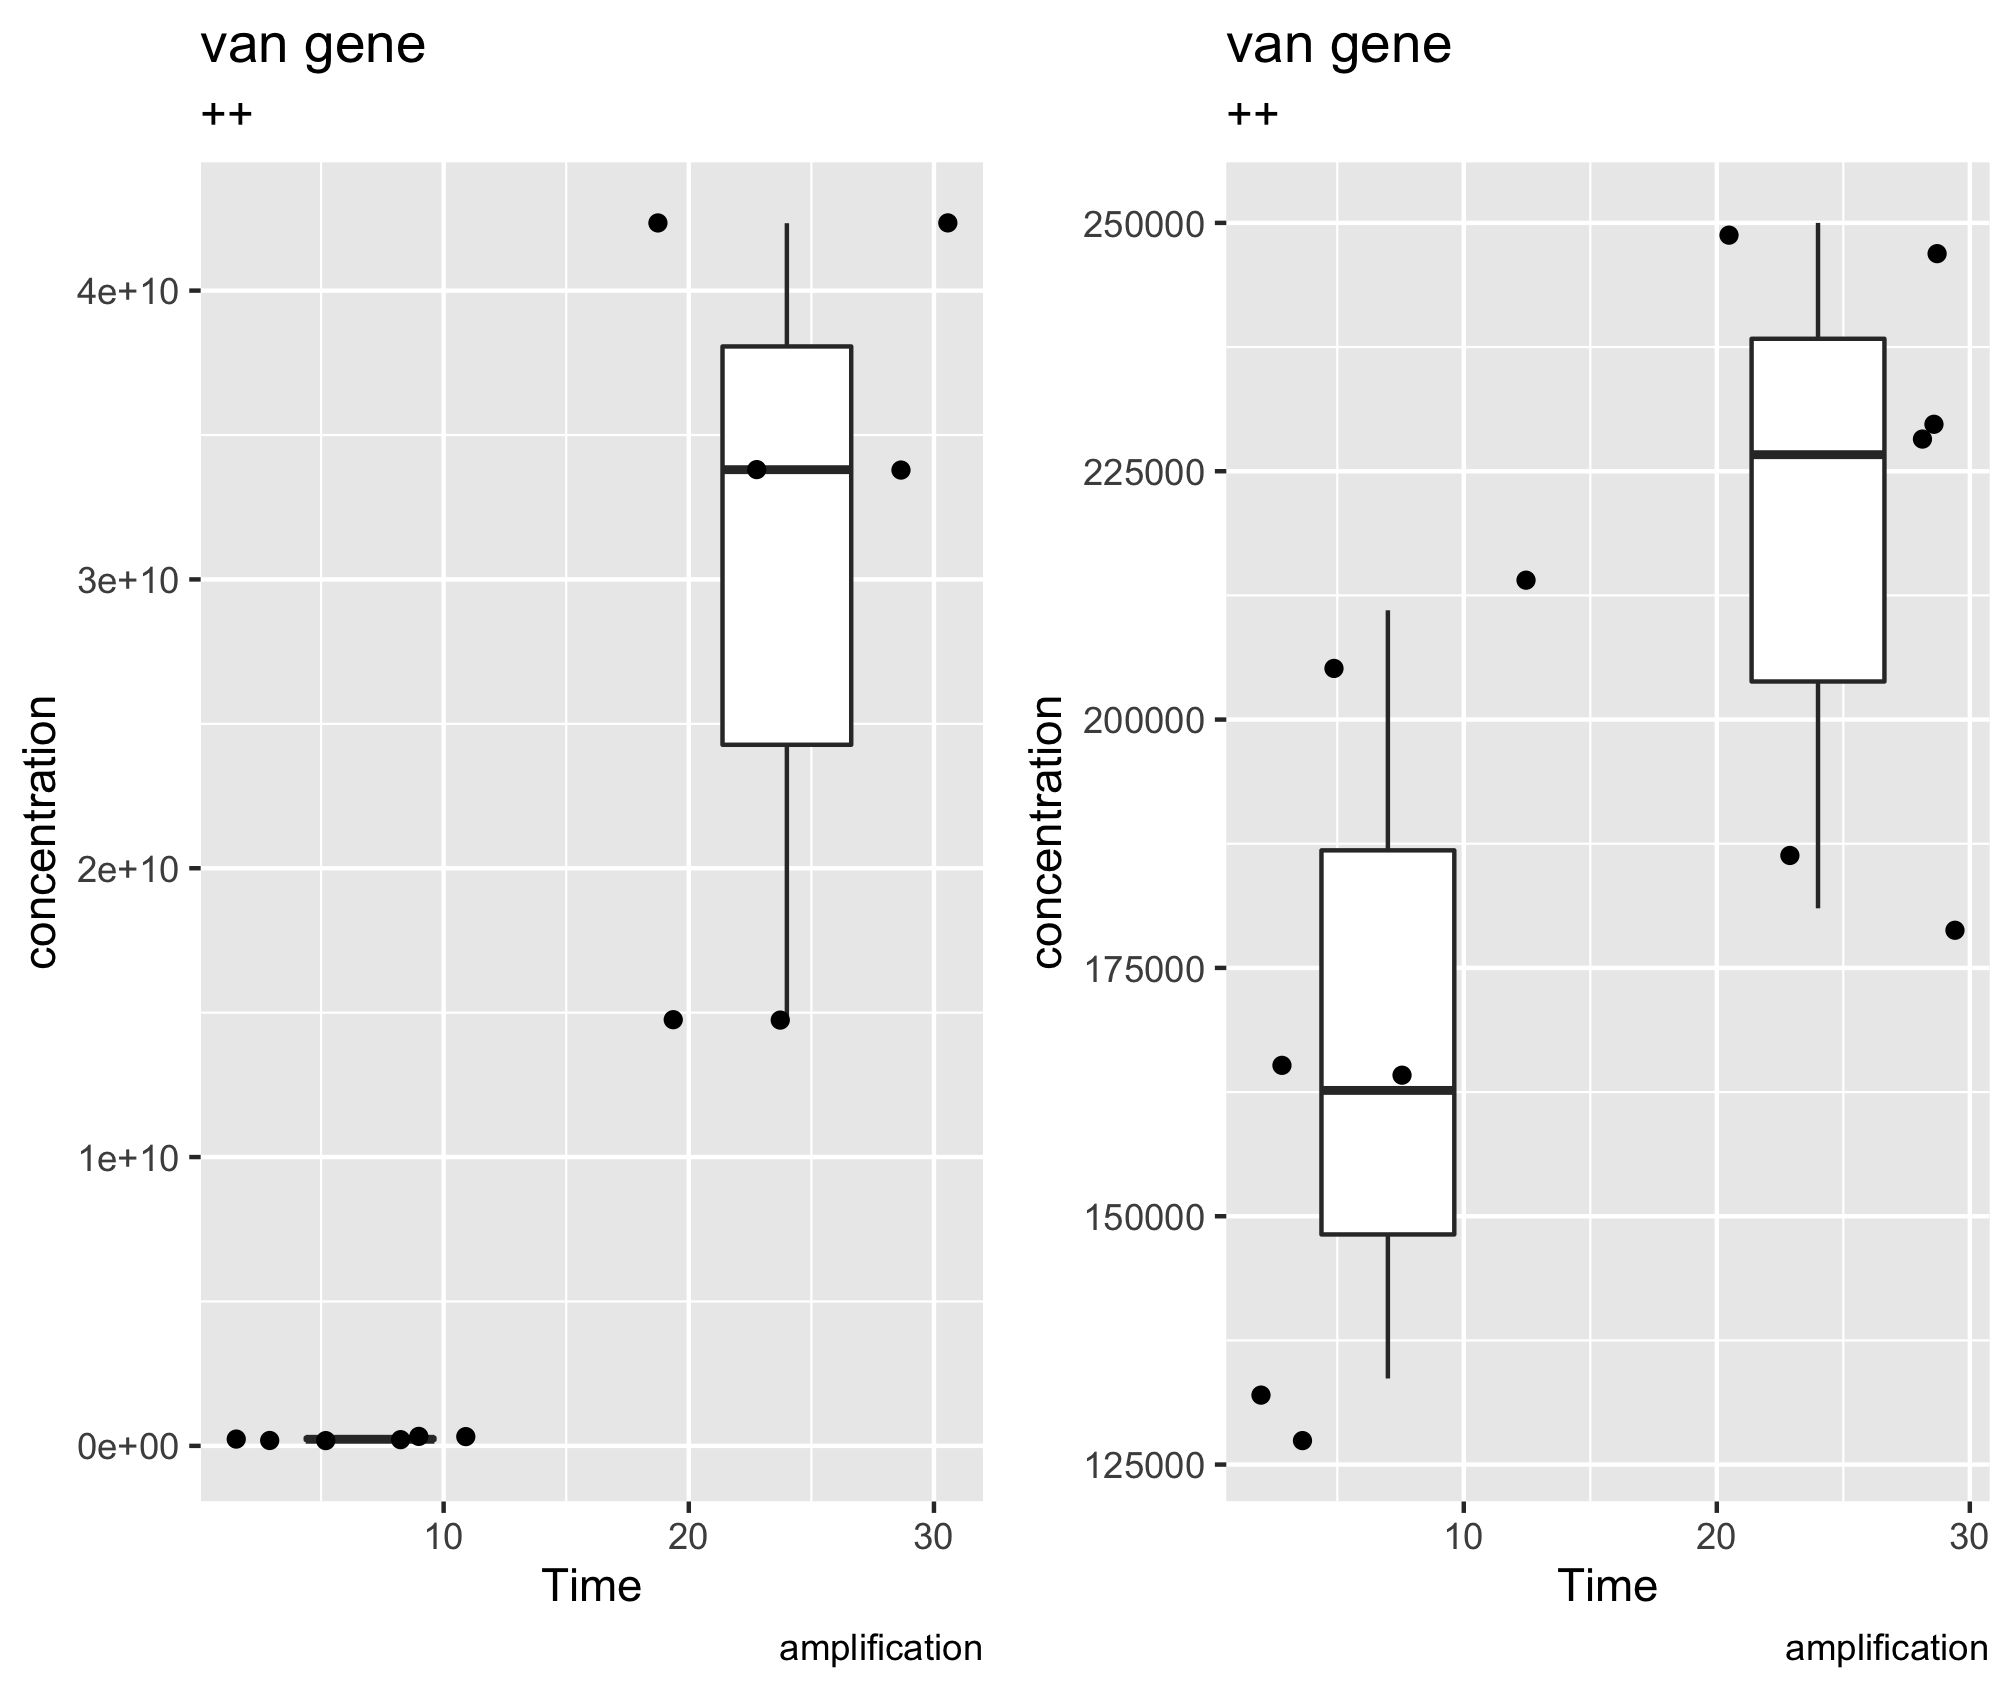 van gene
++
4e+10
3e+10
2e+10
1e+10
0e+00
concentration
10 20 30
Time
amplification
van gene
++
250000
225000
200000
175000
150000
125000
concentration
10 20 30
Time
amplification